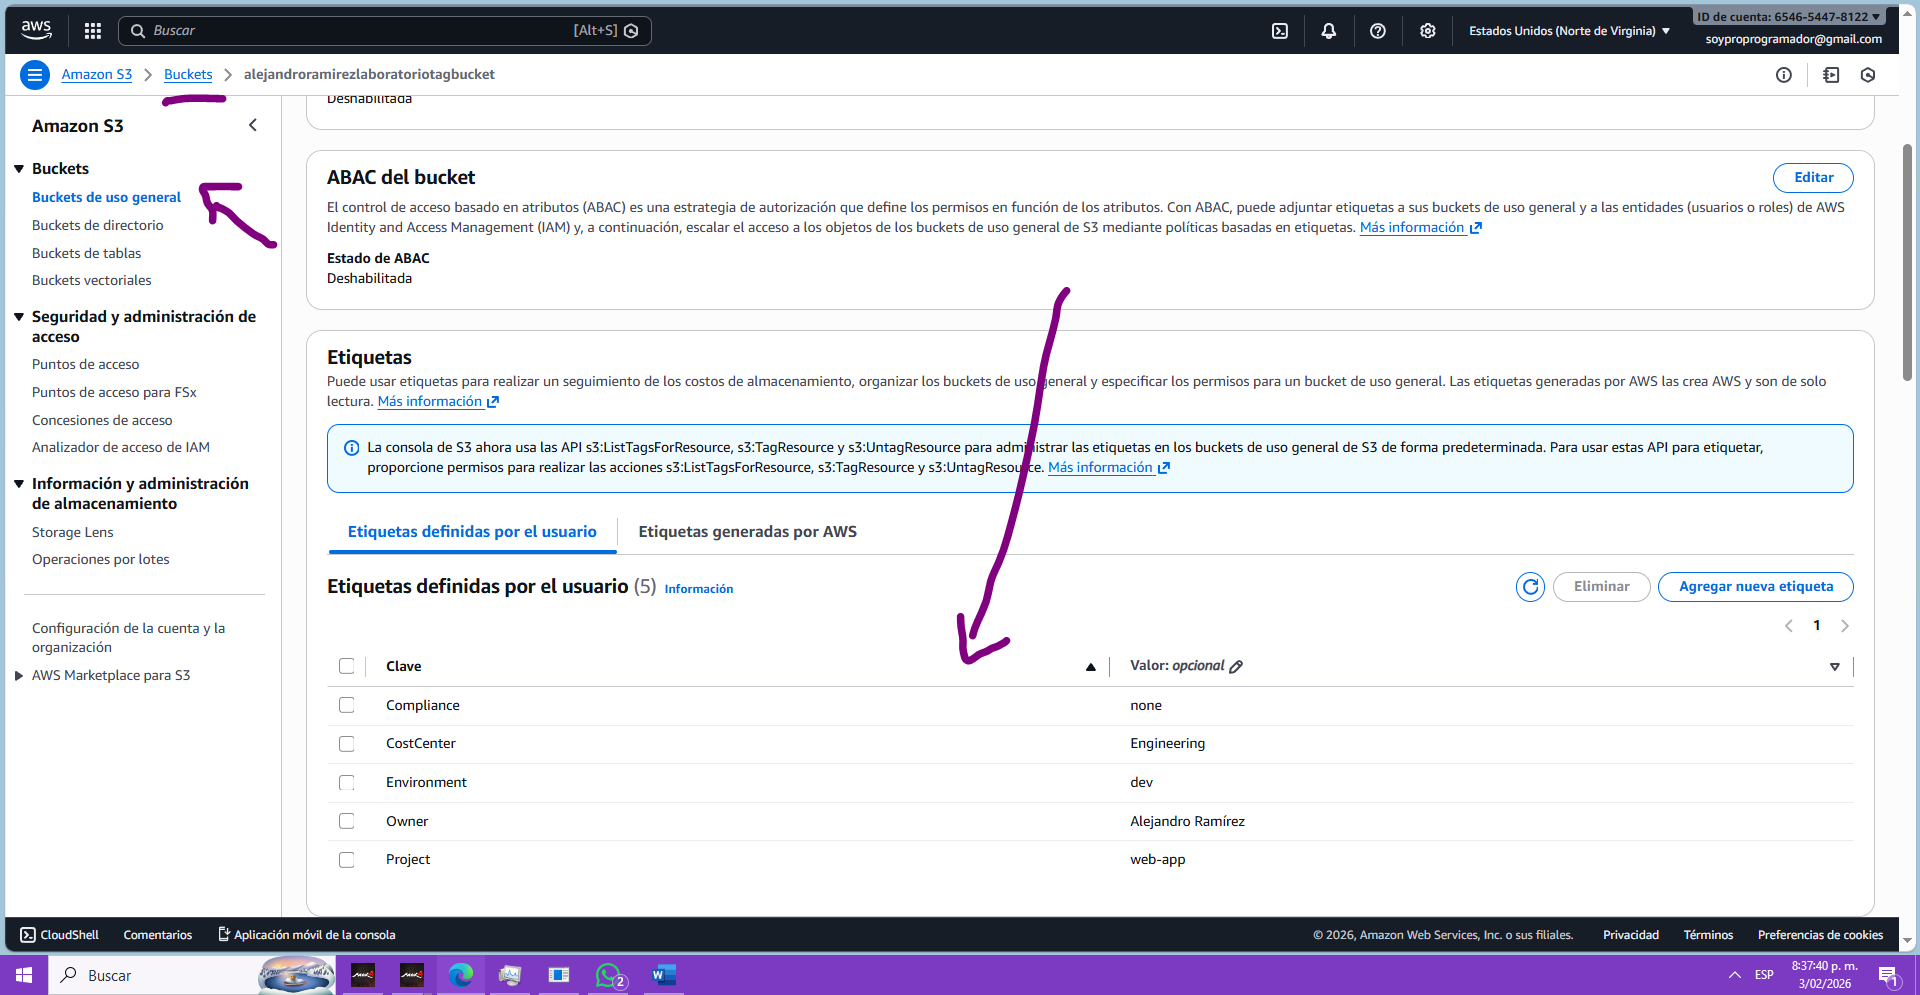 aws
Buscar
[Alt+S]
Estados Unidos (Norte de Virginia) ▼
ID de cuenta: 6546-5447-8122 ▼
soyproprogramador@gmail.com
Amazon S3 > Buckets > alejandroramirezlaboratoriotagbucket
Amazon S3
Buckets
Buckets de uso general
Buckets de directorio
Buckets de tablas
Buckets vectoriales
Seguridad y administración de
acceso
Puntos de acceso
Puntos de acceso para FSx
Concesiones de acceso
Analizador de acceso de IAM
Información y administración
de almacenamiento
Storage Lens
Operaciones por lotes
Configuración de la cuenta y la
organización
AWS Marketplace para S3
Deshabilitada
ABAC del bucket
Editar
El control de acceso basado en atributos (ABAC) es una estrategia de autorización que define los permisos en función de los atributos. Con ABAC, puede adjuntar etiquetas a sus buckets de uso general y a las entidades (usuarios o roles) de AWS
Identity and Access Management (IAM) y, a continuación, escalar el acceso a los objetos de los buckets de uso general de S3 mediante políticas basadas en etiquetas. Más información
Estado de ABAC
Deshabilitada
Etiquetas
Puede usar etiquetas para realizar un seguimiento de los costos de almacenamiento, organizar los buckets de uso general y especificar los permisos para un bucket de uso general. Las etiquetas generadas por AWS las crea AWS y son de solo
lectura. Más información
La consola de S3 ahora usa las API s3:ListTagsForResource, s3:TagResource y s3:UntagResource para administrar las etiquetas en los buckets de uso general de S3 de forma predeterminada. Para usar estas API para etiquetar,
proporcione permisos para realizar las acciones s3:ListTagsForResource, s3:TagResource y s3:UntagResource. Más información
Etiquetas definidas por el usuario
Etiquetas generadas por AWS
Etiquetas definidas por el usuario (5) Información
Eliminar
Agregar nueva etiqueta
1
Clave
Valor: opcional
Compliance
none
CostCenter
Engineering
Environment
dev
Owner
Alejandro Ramírez
Project
web-app
CloudShell
Comentarios
Aplicación móvil de la consola
© 2026, Amazon Web Services, Inc. o sus filiales.
Privacidad
Términos
Preferencias de cookies
Buscar
2
W
ESP
8:37:40 p. m.
3/02/2026
1